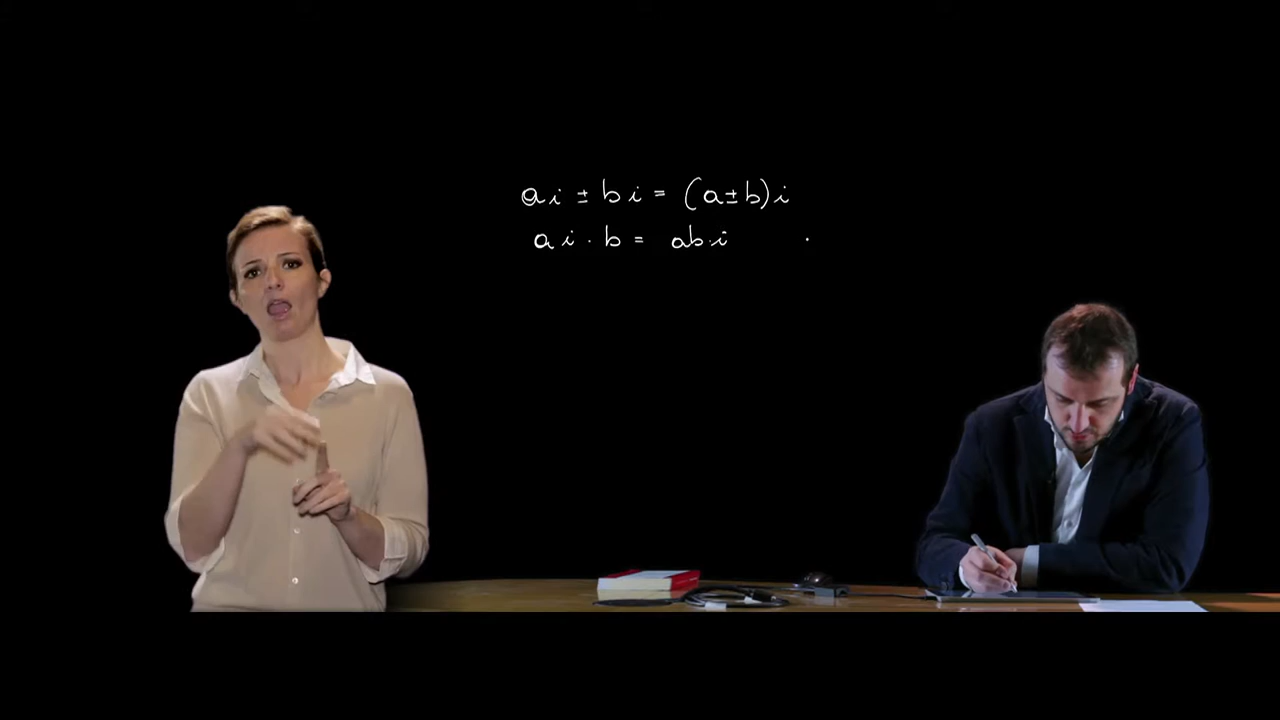 ai ± bi = (a±b)i
ai · b = ab·i ·